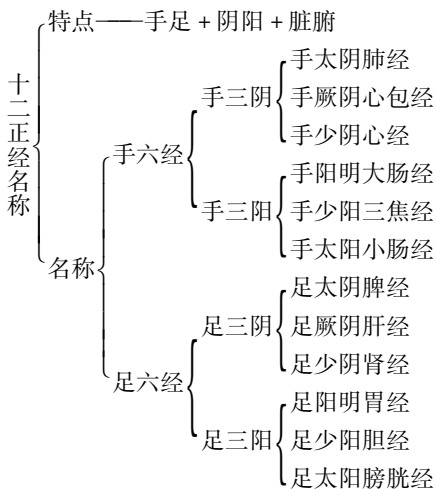 十二正经名称
特点——手足+阴阳+脏腑
名称
手六经
手三阴
手太阴肺经
手厥阴心包经
手少阴心经
手三阳
手阳明大肠经
手少阳三焦经
手太阳小肠经
足六经
足三阴
足太阴脾经
足厥阴肝经
足少阴肾经
足三阳
足阳明胃经
足少阳胆经
足太阳膀胱经